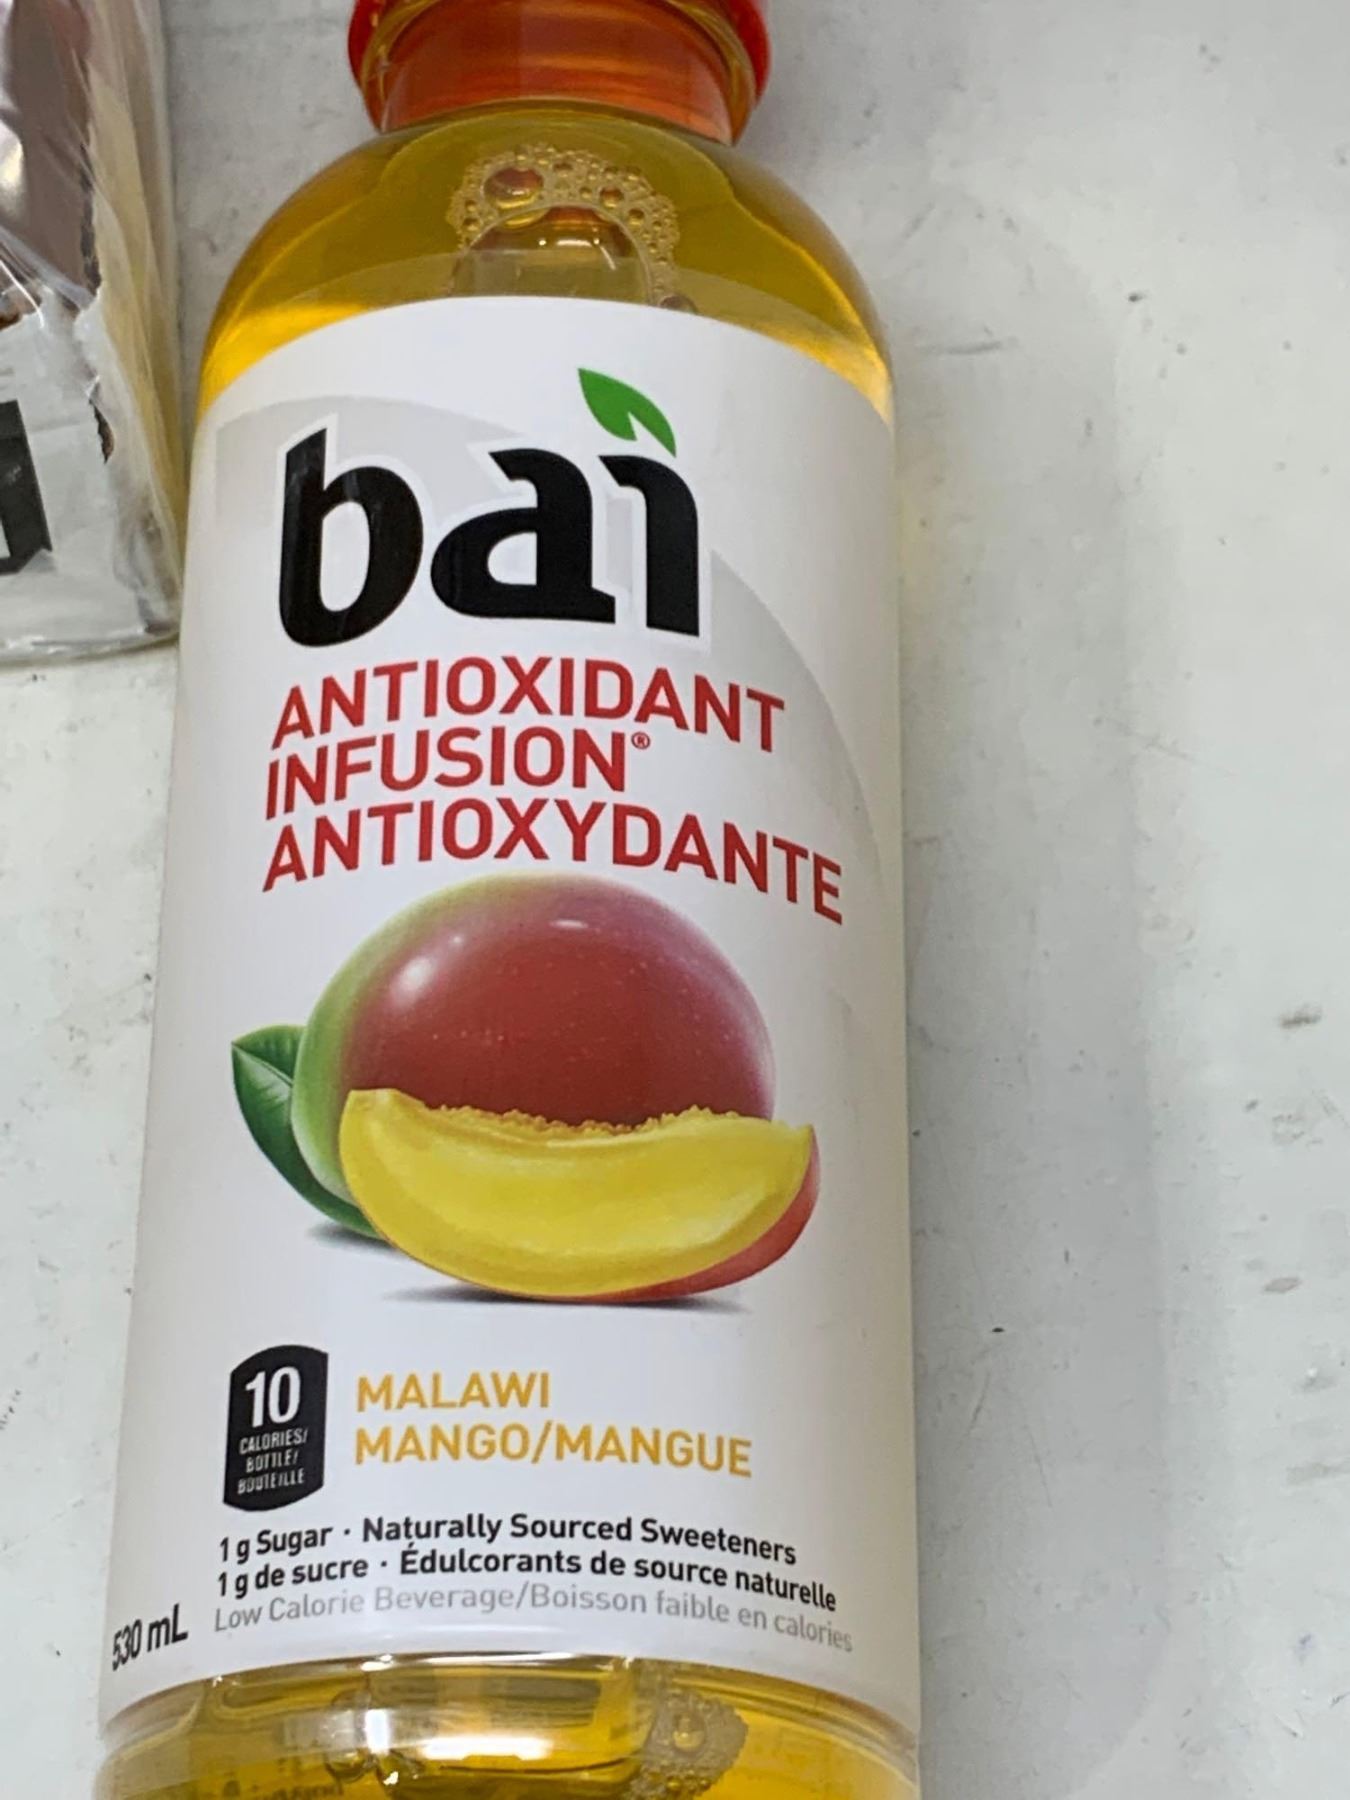 bai
ANTIOXIDANT
INFUSION®
ANTIOXYDANTE
10
CALORIES/
BOTTLE/
BOUTEILLE
MALAWI
MANGO/MANGUE
1 g Sugar · Naturally Sourced Sweeteners
1 g de sucre · Édulcorants de source naturelle
Low Calorie Beverage/Boisson faible en calories
530 mL